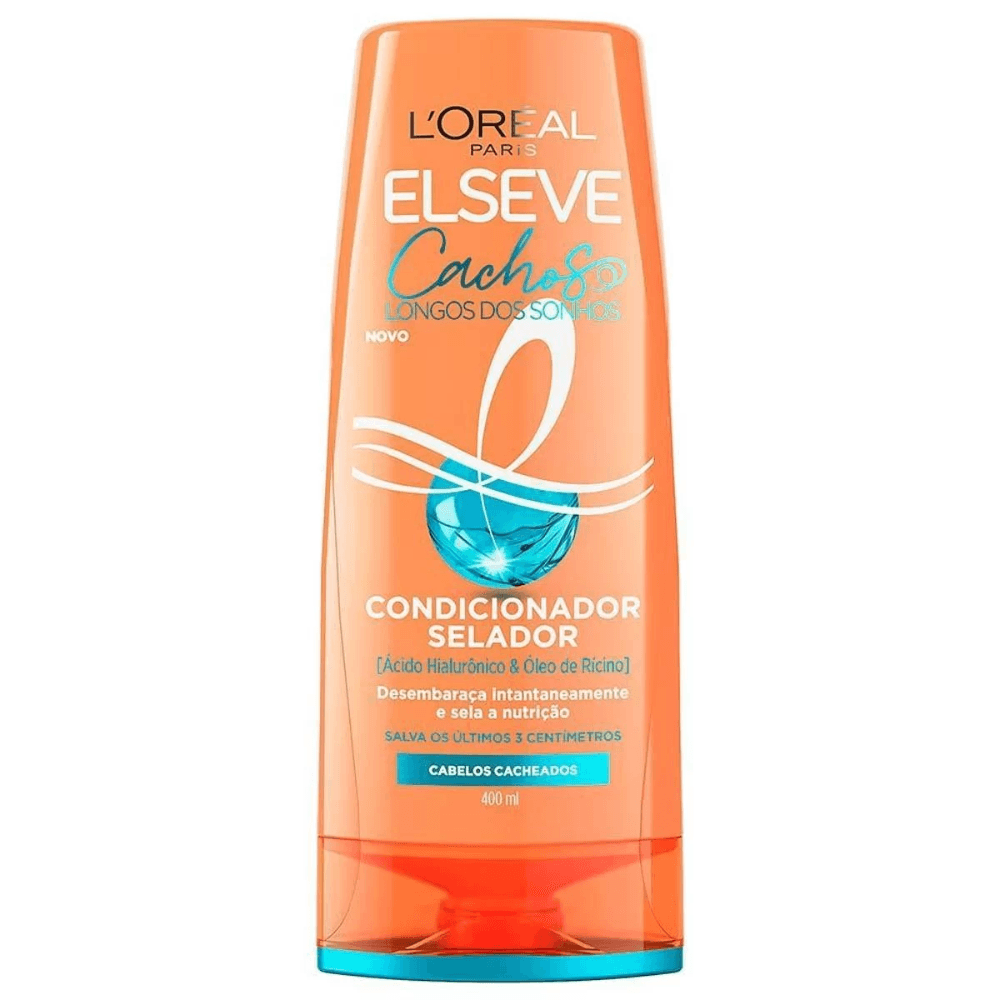 L'ORÉAL
PARiS
ELSEVE
Cachos
LONGOS DOS SONHOS
NOVO
CONDICIONADOR
SELADOR
[Ácido Hialurônico & Óleo de Rícino]
Desembaraça intantaneamente
e sela a nutrição
SALVA OS ÚLTIMOS 3 CENTÍMETROS
CABELOS CACHEADOS
400 ml